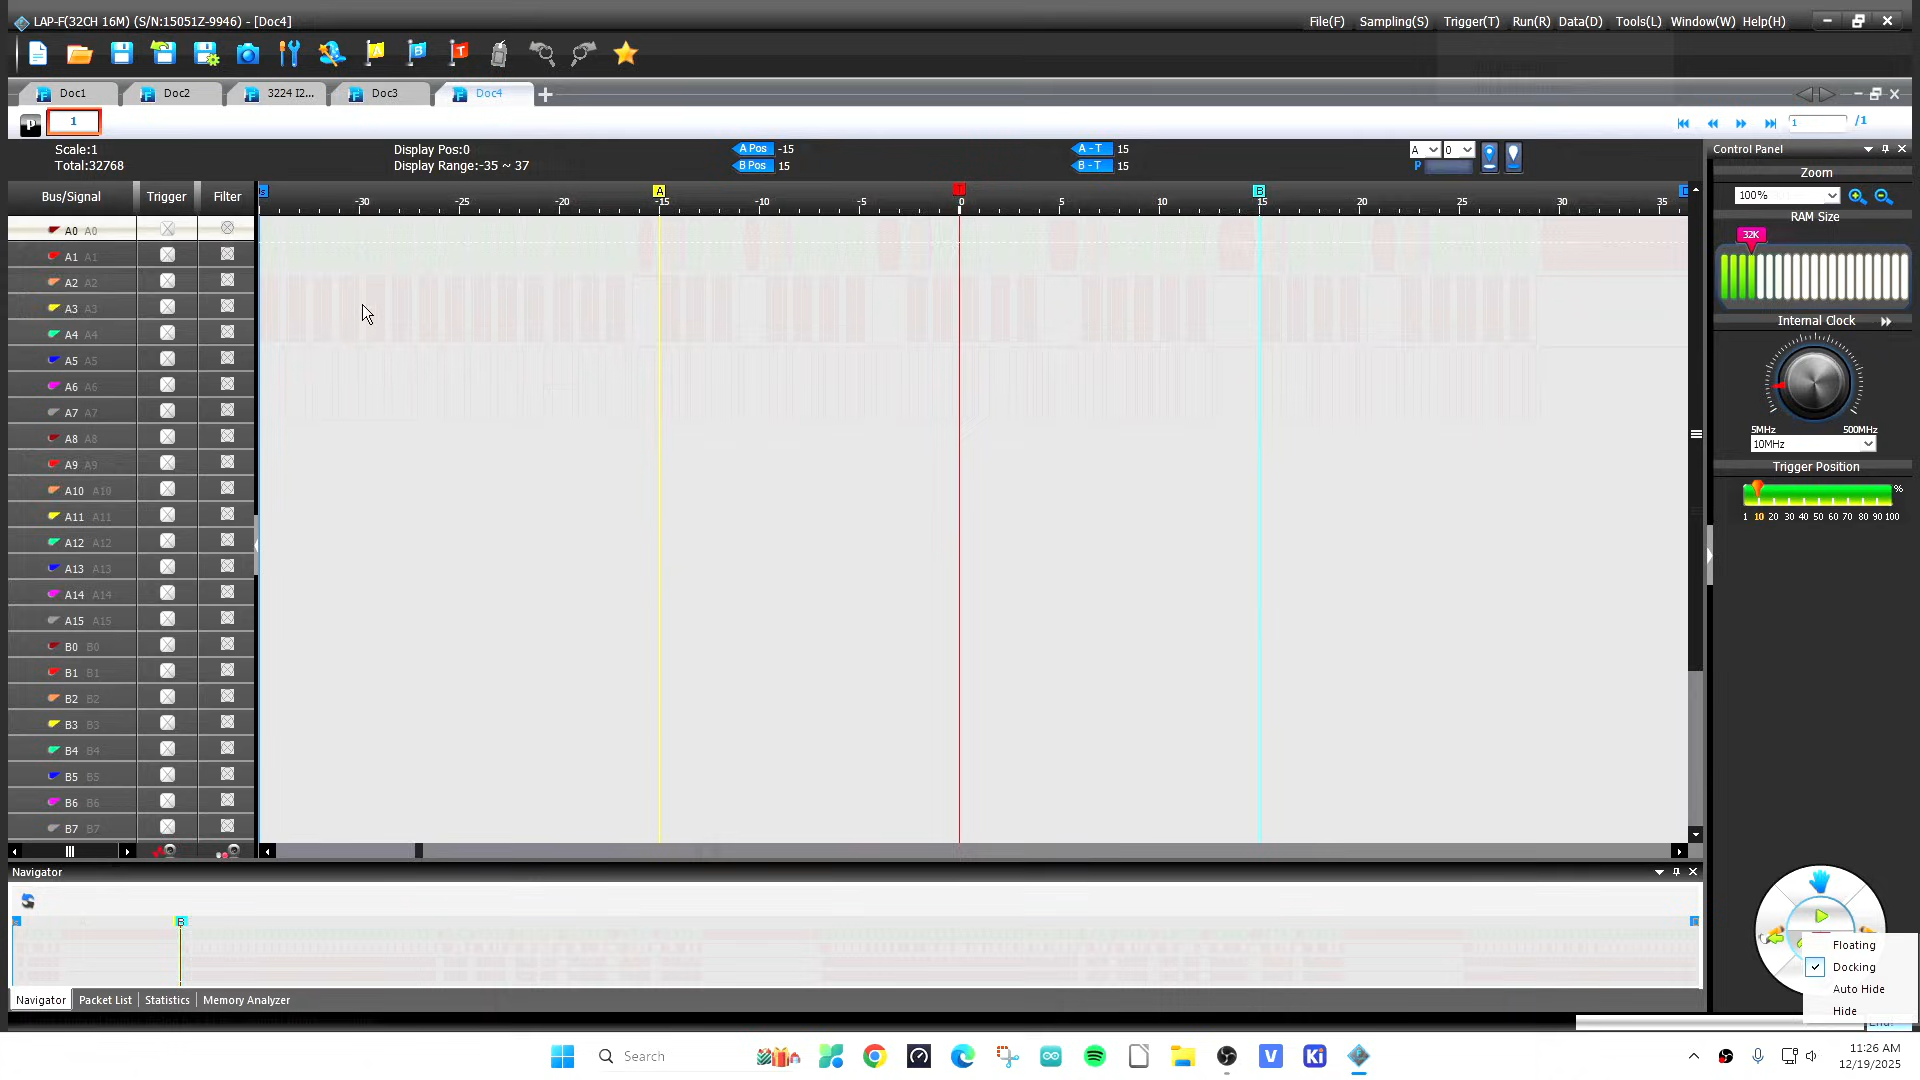 LAP-F(32CH 16M) (S/N:15051Z-9946) - [Doc4]
File(F) Sampling(S) Trigger(T) Run(R) Data(D) Tools(L) Window(W) Help(H)
A B T
Doc1 Doc2 3224 I2... Doc3 Doc4
P 1
1 /1
Scale:1
Total:32768
Display Pos:0
Display Range:-35 ~ 37
A Pos -15
B Pos 15
A - T 15
B - T 15
A 0
P
Control Panel
Zoom
100%
RAM Size
32K
Internal Clock
5MHz 500MHz
10MHz
Trigger Position
%
1 10 20 30 40 50 60 70 80 90 100
Bus/Signal Trigger Filter
A T B
-30 -25 -20 -15 -10 -5 0 5 10 15 20 25 30 35
A0 A0
A1 A1
A2 A2
A3 A3
A4 A4
A5 A5
A6 A6
A7 A7
A8 A8
A9 A9
A10 A10
A11 A11
A12 A12
A13 A13
A14 A14
A15 A15
B0 B0
B1 B1
B2 B2
B3 B3
B4 B4
B5 B5
B6 B6
B7 B7
Navigator
B
Floating
Docking
Auto Hide
Hide
Navigator Packet List Statistics Memory Analyzer
Search
V Ki
11:26 AM
12/19/2025